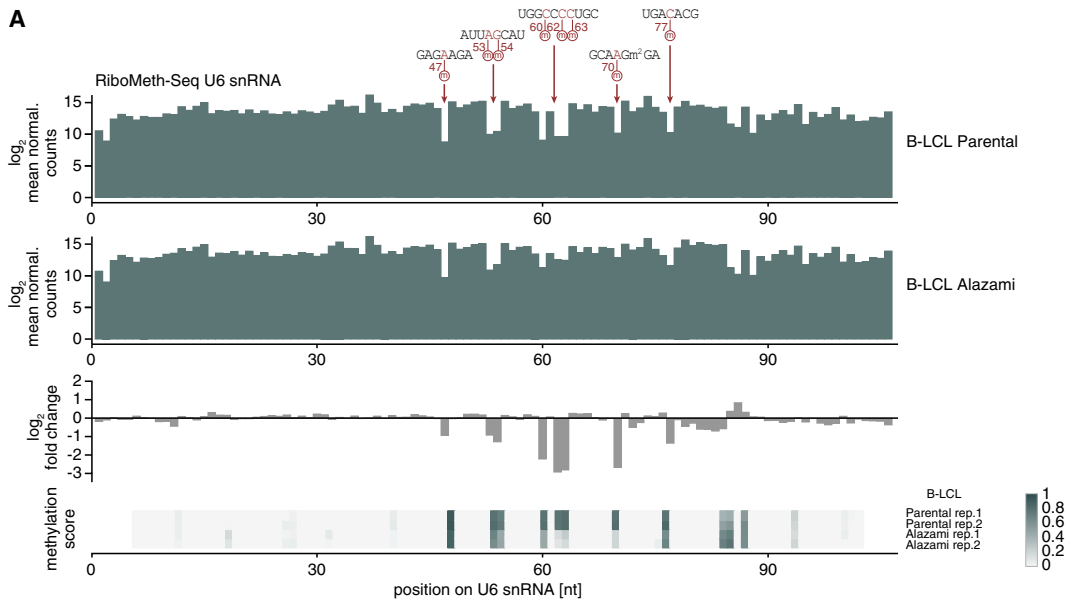 A
UGGCCCCUGC
60 62 63
m m m
UGACACG
77
m
AUUAGCAU
53 54
m m
GAGAAGA
47
m
GCAAGm²GA
70
m
RiboMeth-Seq U6 snRNA
log₂
mean normal.
counts
15
10
5
0
0 30 60 90
B-LCL Parental
log₂
mean normal.
counts
15
10
5
0
0 30 60 90
B-LCL Alazami
log₂
fold change
2
1
0
-1
-2
-3
methylation
score
B-LCL
Parental rep.1
Parental rep.2
Alazami rep.1
Alazami rep.2
1
0.8
0.6
0.4
0.2
0
0 30 60 90
position on U6 snRNA [nt]